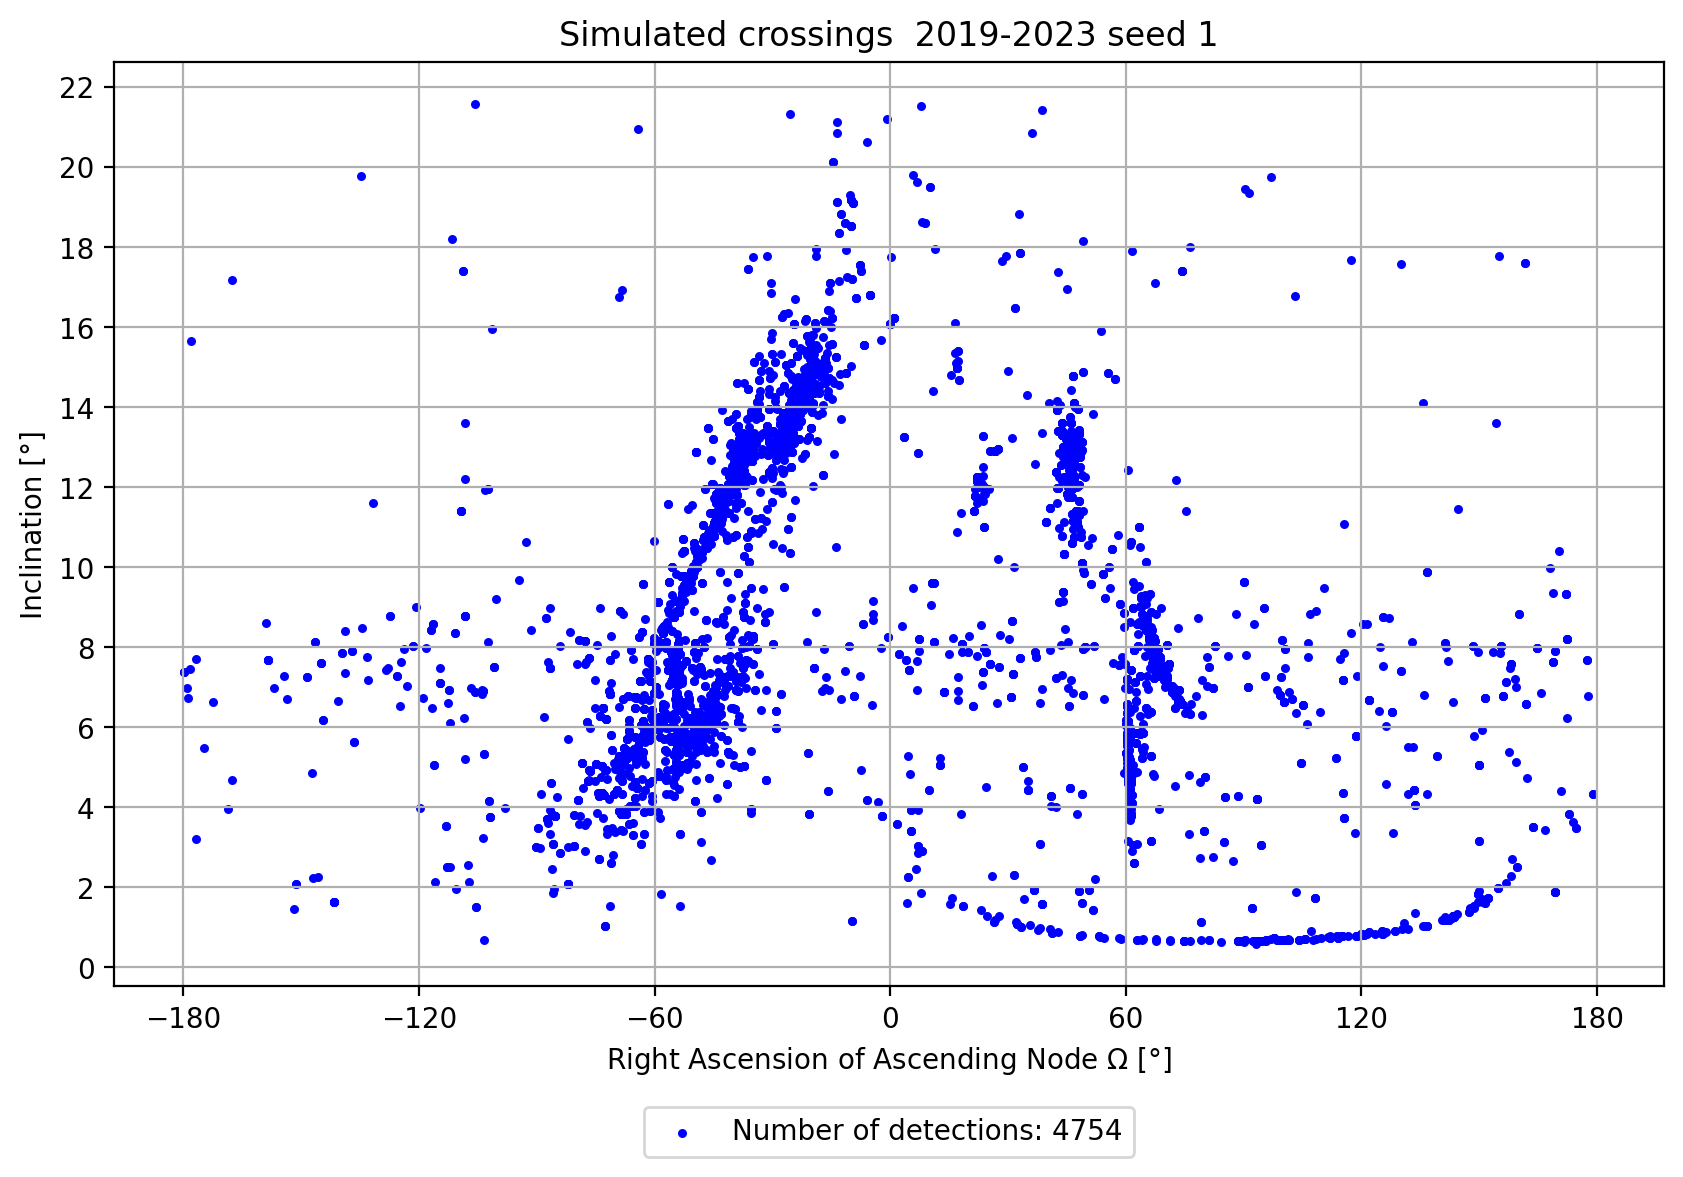 Simulated crossings  2019-2023 seed 1
22
20
18
16
14
12
10
8
6
4
2
0
Inclination [°]
−180 −120 −60 0 60 120 180
Right Ascension of Ascending Node Ω [°]
Number of detections: 4754